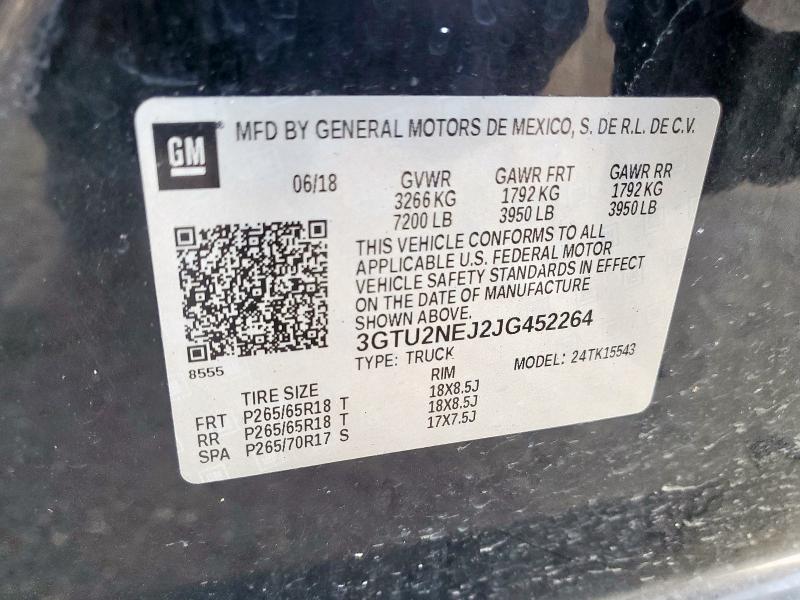 GM ® MFD BY GENERAL MOTORS DE MEXICO, S. DE R.L. DE C.V.
06/18 GVWR GAWR FRT GAWR RR
3266 KG 1792 KG 1792 KG
7200 LB 3950 LB 3950 LB
THIS VEHICLE CONFORMS TO ALL
APPLICABLE U.S. FEDERAL MOTOR
VEHICLE SAFETY STANDARDS IN EFFECT
ON THE DATE OF MANUFACTURE
SHOWN ABOVE.
3GTU2NEJ2JG452264
8555 TYPE: TRUCK MODEL: 24TK15543
TIRE SIZE RIM
FRT P265/65R18 T 18X8.5J
RR P265/65R18 T 18X8.5J
SPA P265/70R17 S 17X7.5J